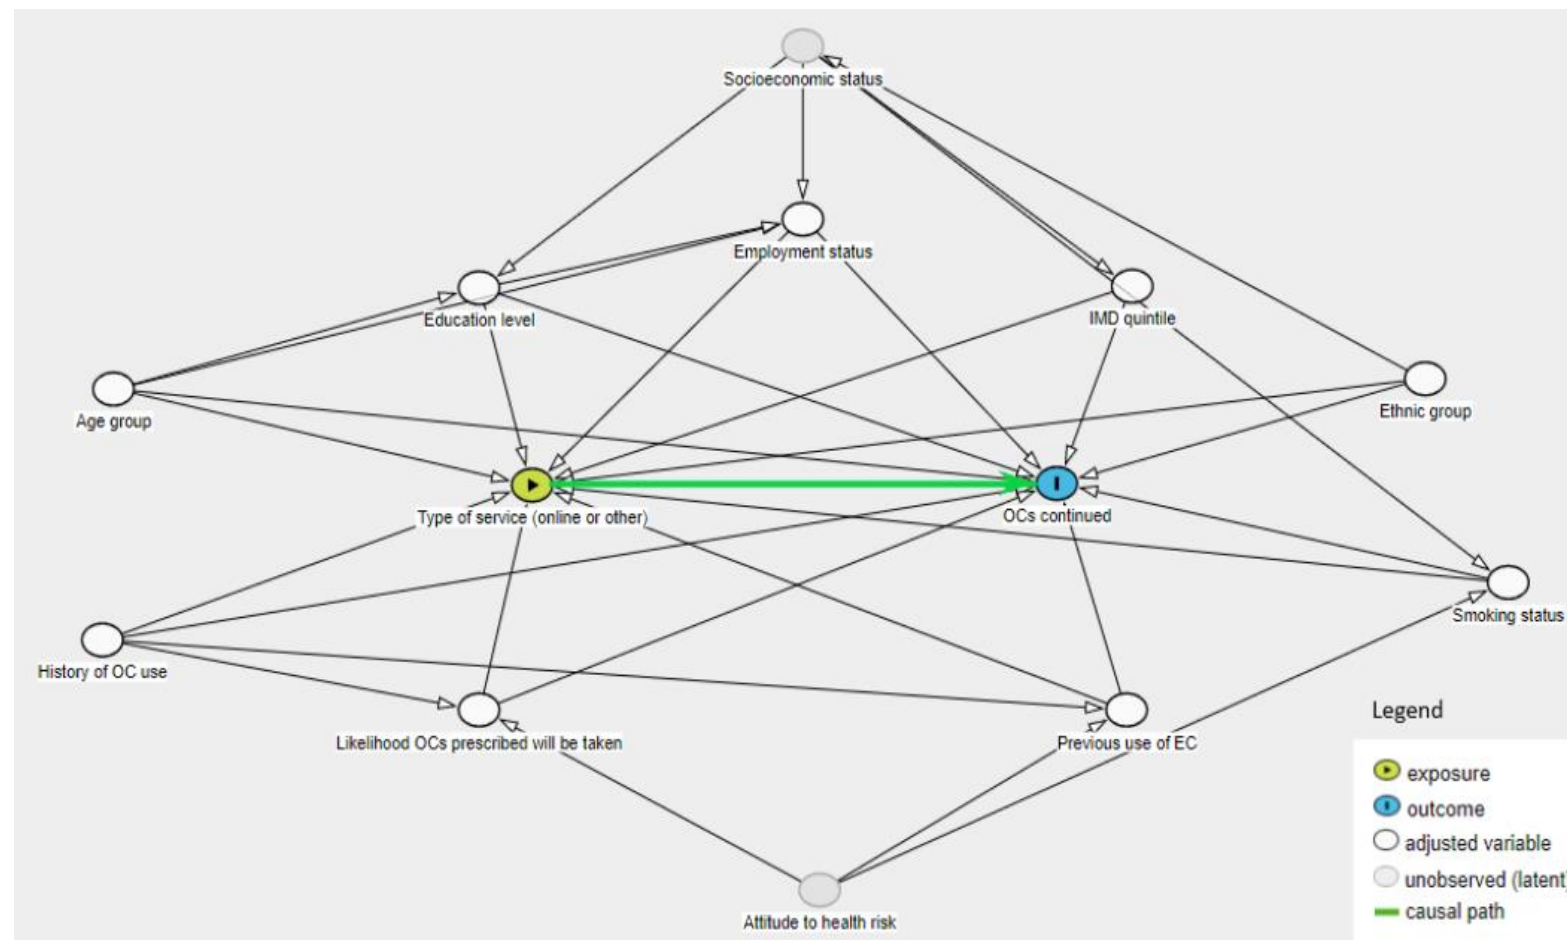 Socioeconomic status
Employment status
Education level
IMD quintile
Age group
Ethnic group
Type of service (online or other)
OCs continued
Smoking status
History of OC use
Likelihood OCs prescribed will be taken
Previous use of EC
Attitude to health risk
Legend
exposure
outcome
adjusted variable
unobserved (latent)
causal path